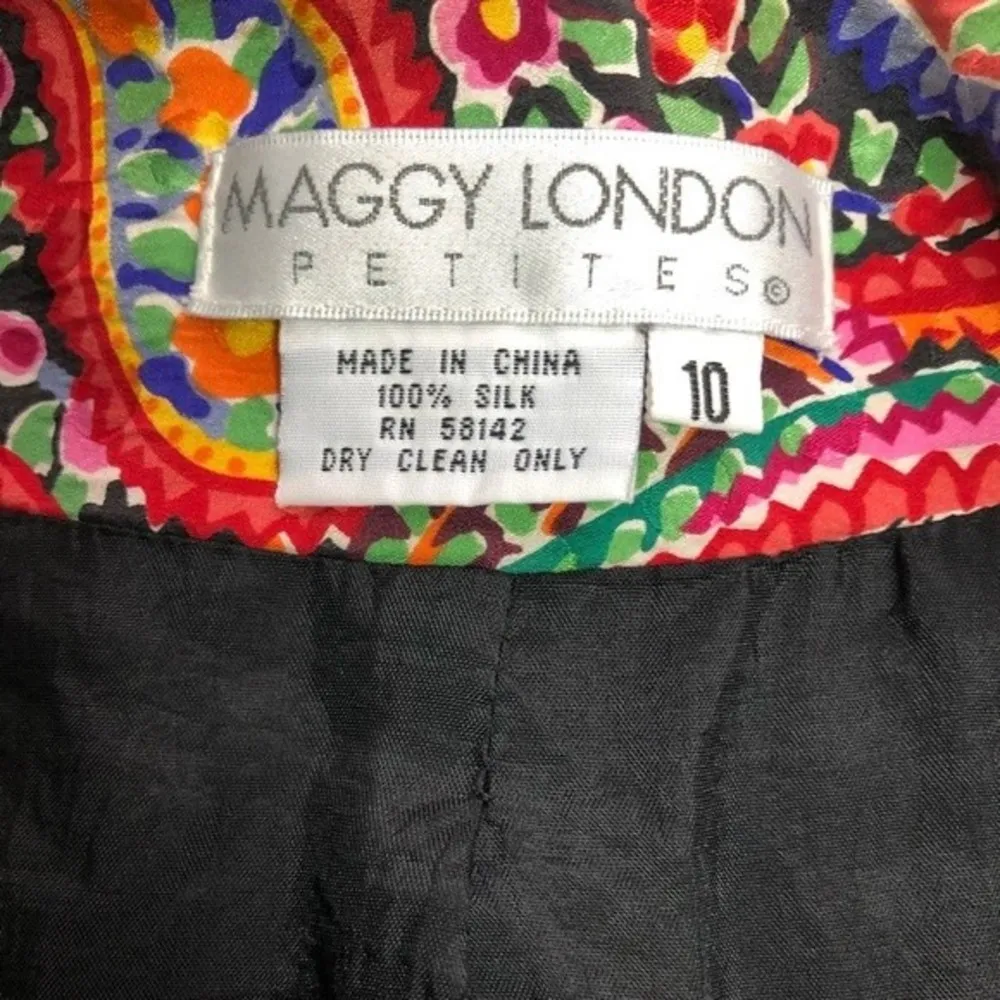 MAGGY LONDON
PETITES©
MADE IN CHINA
100% SILK
RN 58142
DRY CLEAN ONLY
10